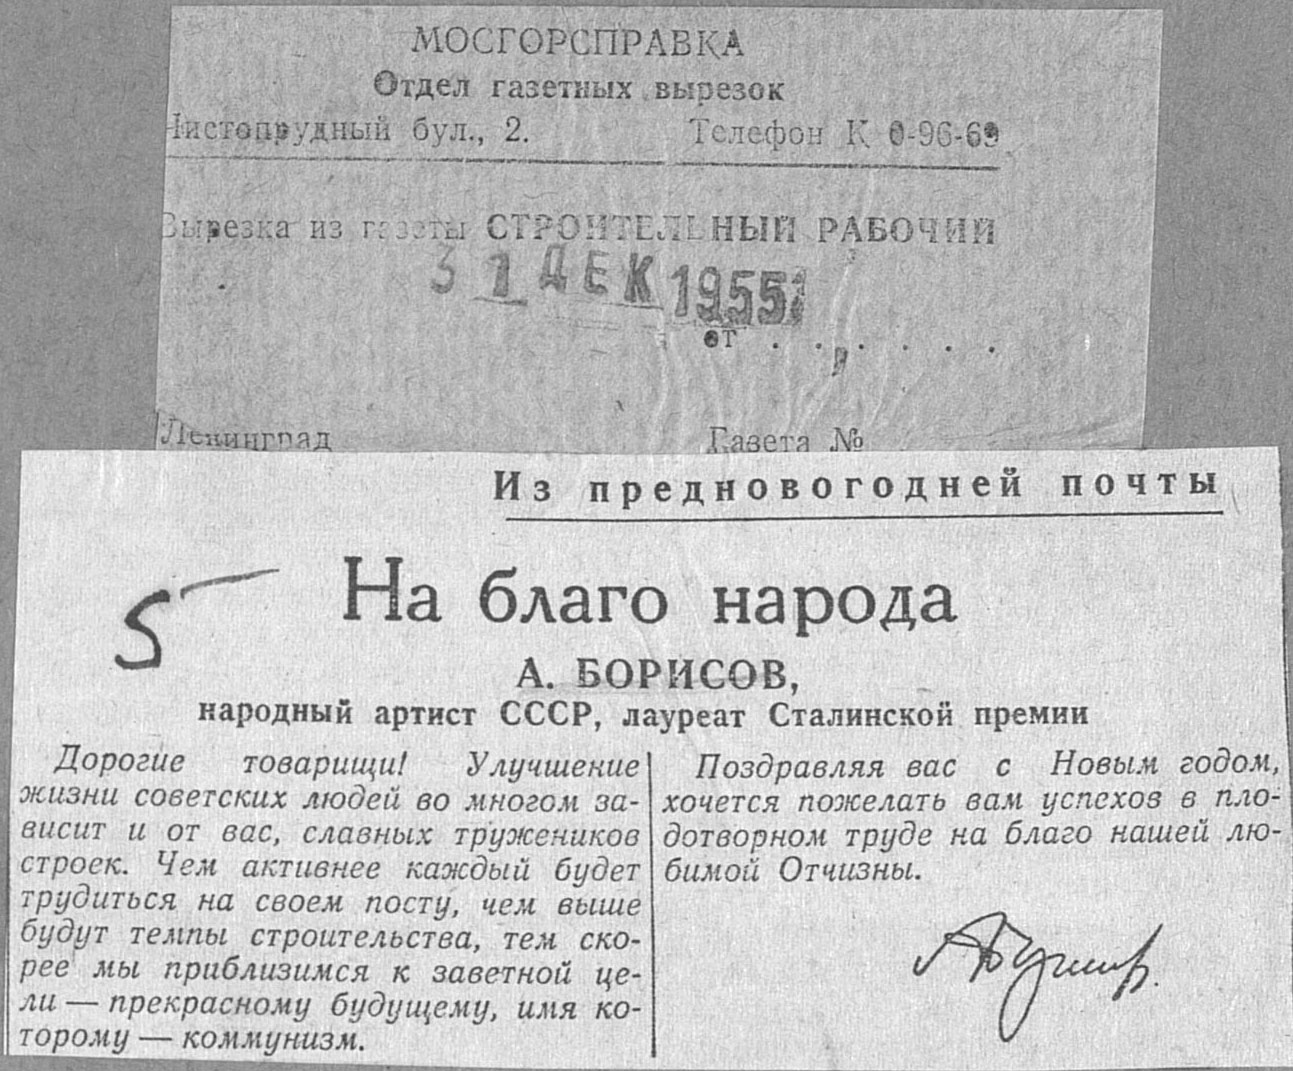 МОСГОРСПРАВКА
Отдел газетных вырезок
Чистопрудный бул., 2. Телефон К 0-96-69
Вырезка из газеты СТРОИТЕЛЬНЫЙ РАБОЧИЙ
31 ДЕК 1955
от . . . . . . .
Ленинград Газета №
Из предновогодней почты
5
На благо народа
А. БОРИСОВ,
народный артист СССР, лауреат Сталинской премии
Дорогие товарищи! Улучшение
жизни советских людей во многом за-
висит и от вас, славных тружеников
строек. Чем активнее каждый будет
трудиться на своем посту, чем выше
будут темпы строительства, тем ско-
рее мы приблизимся к заветной це-
ли — прекрасному будущему, имя ко-
торому — коммунизм.
Поздравляя вас с Новым годом,
хочется пожелать вам успехов в пло-
дотворном труде на благо нашей лю-
бимой Отчизны.